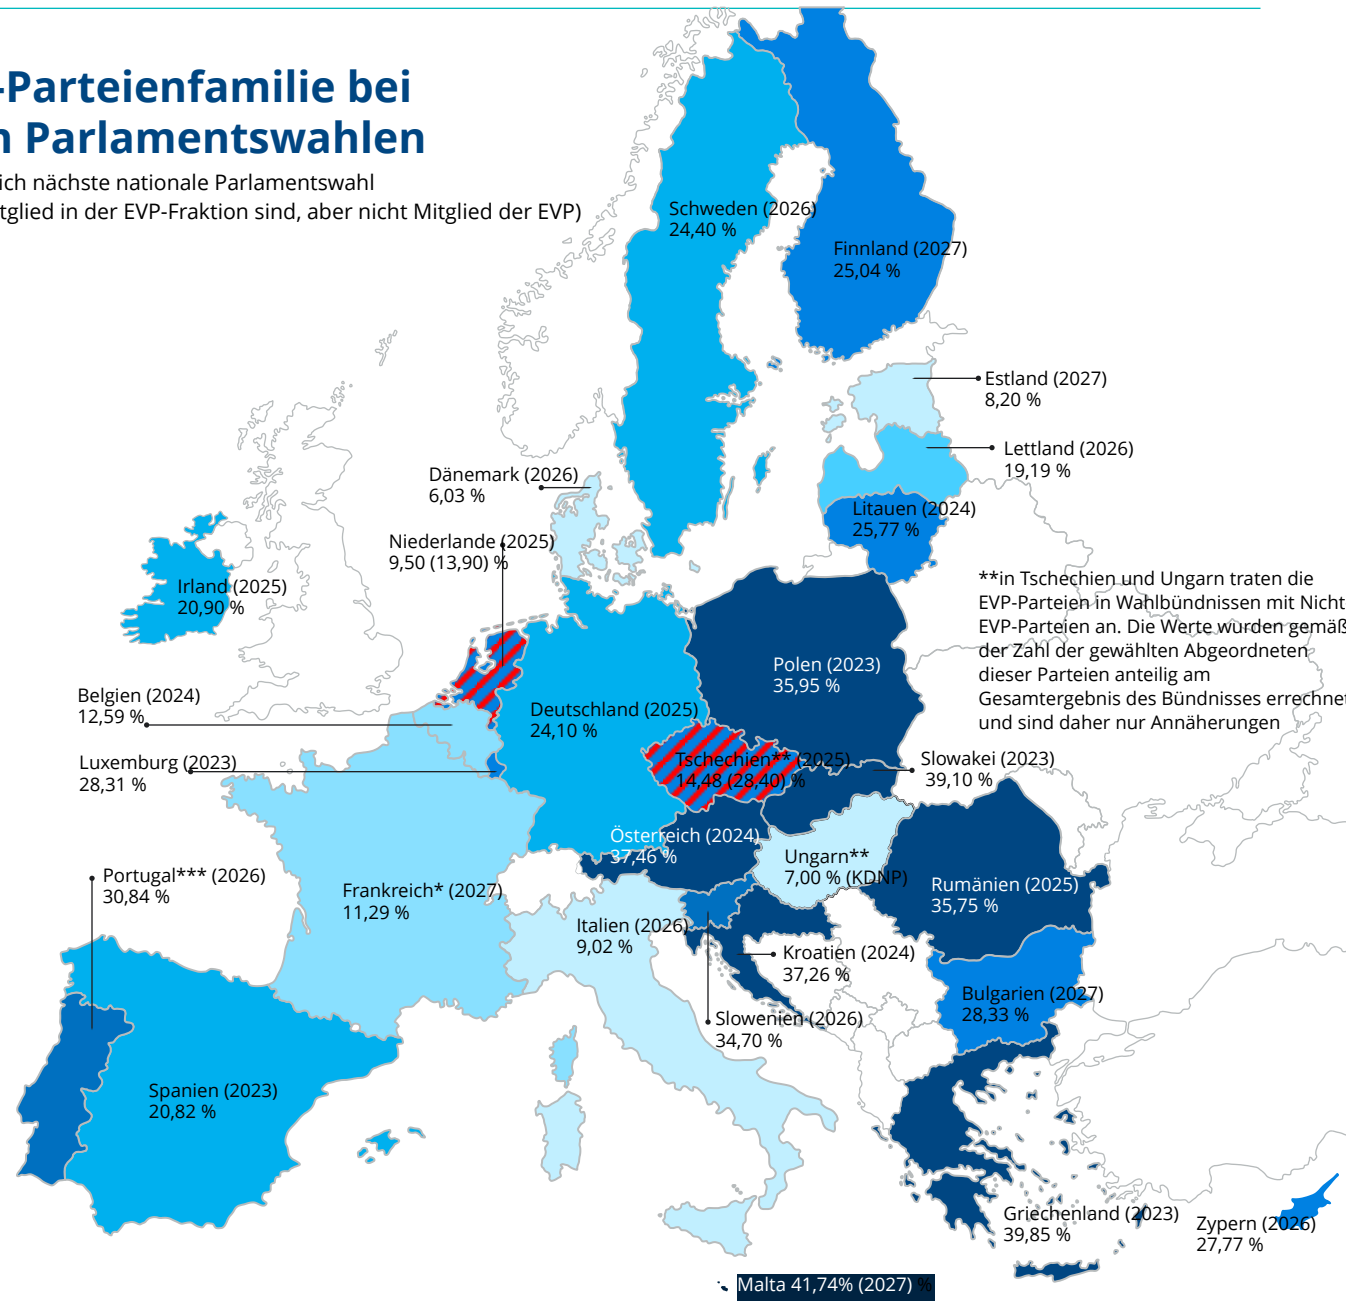 -Parteienfamilie bei
n Parlamentswahlen
ich nächste nationale Parlamentswahl
tglied in der EVP-Fraktion sind, aber nicht Mitglied der EVP)
Schweden (2026)
24,40 %
Finnland (2027)
25,04 %
Estland (2027)
8,20 %
Lettland (2026)
19,19 %
Dänemark (2026)
6,03 %
Litauen (2024)
25,77 %
Niederlande (2025)
9,50 (13,90) %
Irland (2025)
20,90 %
**in Tschechien und Ungarn traten die
EVP-Parteien in Wahlbündnissen mit Nicht
EVP-Parteien an. Die Werte wurden gemäß
der Zahl der gewählten Abgeordneten
dieser Parteien anteilig am
Gesamtergebnis des Bündnisses errechnet
und sind daher nur Annäherungen
Polen (2023)
35,95 %
Belgien (2024)
12,59 %
Deutschland (2025)
24,10 %
Luxemburg (2023)
28,31 %
Tschechien** (2025)
14,48 (28,40) %
Slowakei (2023)
39,10 %
Österreich (2024)
37,46 %
Ungarn**
7,00 % (KDNP)
Portugal*** (2026)
30,84 %
Frankreich* (2027)
11,29 %
Rumänien (2025)
35,75 %
Italien (2026)
9,02 %
Kroatien (2024)
37,26 %
Bulgarien (2027)
28,33 %
Slowenien (2026)
34,70 %
Spanien (2023)
20,82 %
Griechenland (2023)
39,85 %
Zypern (2026)
27,77 %
Malta 41,74% (2027) %